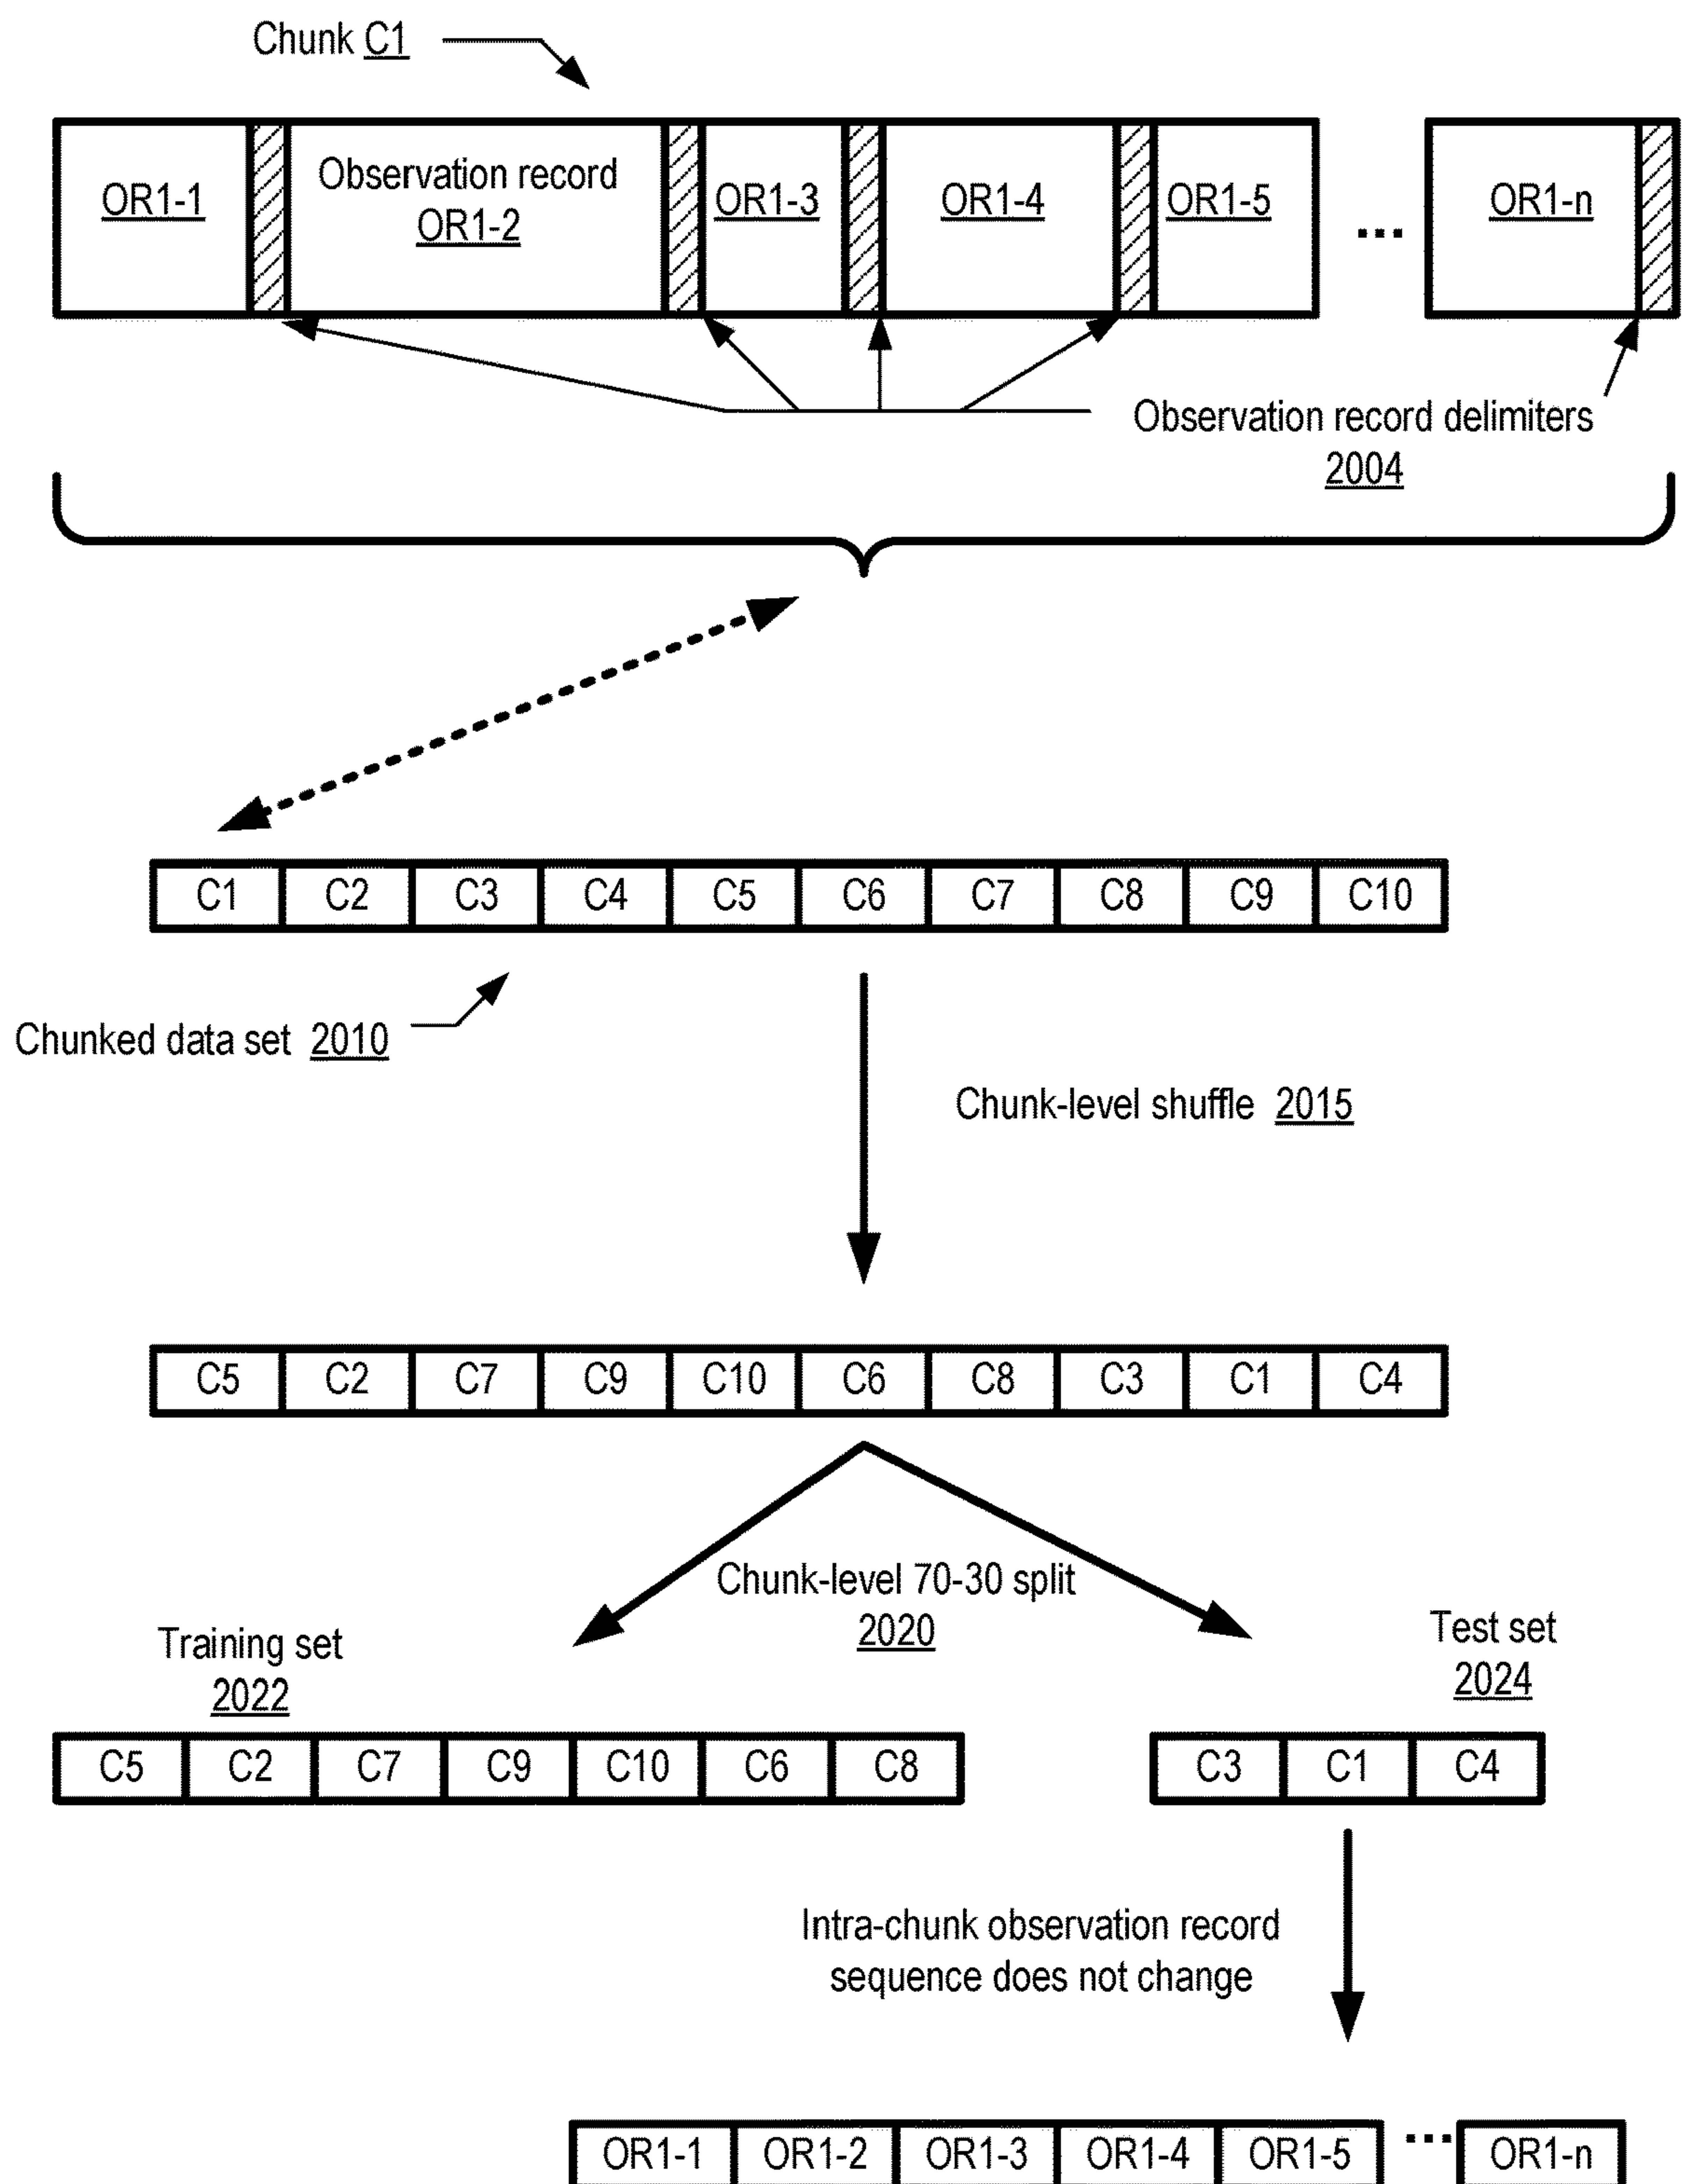 Chunk C1
OR1-1
Observation record
OR1-2
OR1-3
OR1-4
OR1-5
...
OR1-n
Observation record delimiters
2004
C1 C2 C3 C4 C5 C6 C7 C8 C9 C10
Chunked data set 2010
Chunk-level shuffle 2015
C5 C2 C7 C9 C10 C6 C8 C3 C1 C4
Chunk-level 70-30 split
2020
Training set
2022
Test set
2024
C5 C2 C7 C9 C10 C6 C8
C3 C1 C4
Intra-chunk observation record
sequence does not change
OR1-1 OR1-2 OR1-3 OR1-4 OR1-5 ... OR1-n